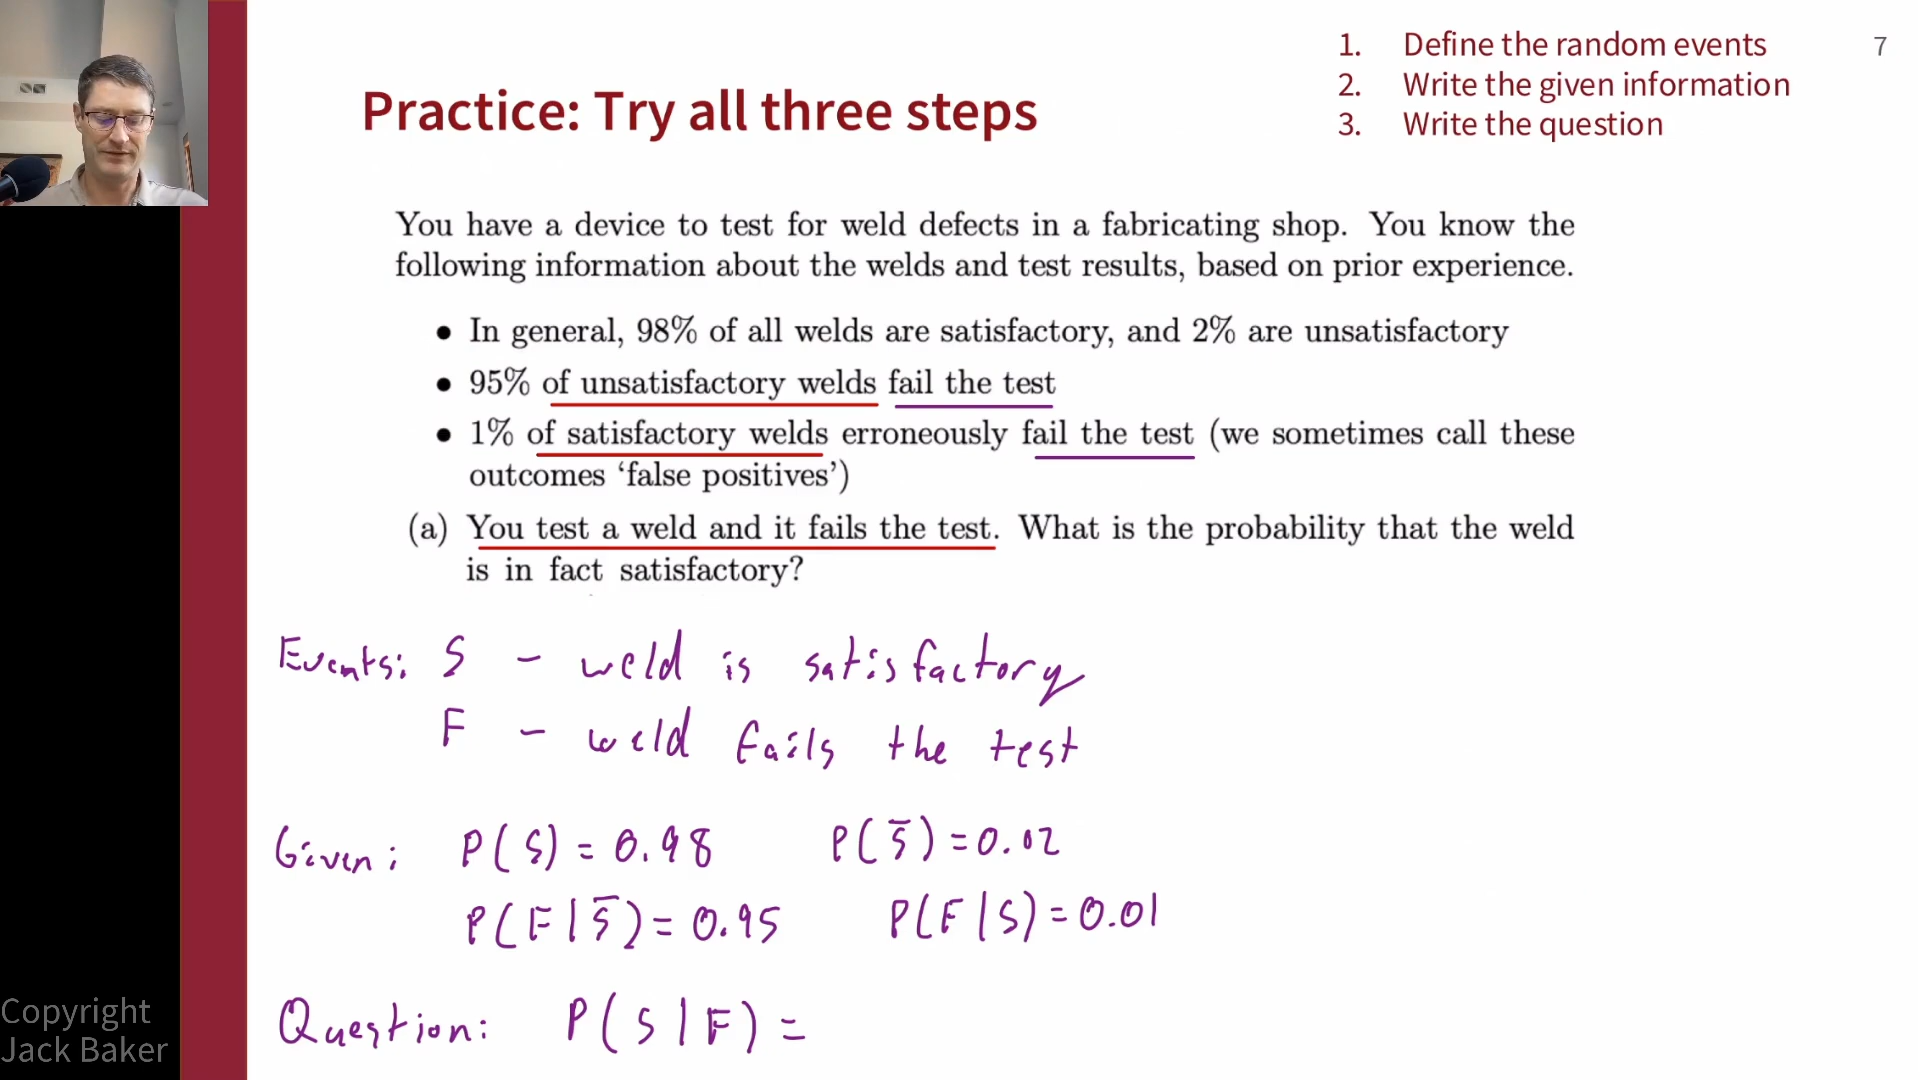 1. Define the random events
2. Write the given information
3. Write the question
7
Practice: Try all three steps
You have a device to test for weld defects in a fabricating shop. You know the
following information about the welds and test results, based on prior experience.
• In general, 98% of all welds are satisfactory, and 2% are unsatisfactory
• 95% of unsatisfactory welds fail the test
• 1% of satisfactory welds erroneously fail the test (we sometimes call these
outcomes ‘false positives’)
(a) You test a weld and it fails the test. What is the probability that the weld
is in fact satisfactory?
Events: S – weld is satisfactory
F – weld fails the test
Given: P(S) = 0.98 P(S̄) = 0.02
P(F|S̄) = 0.95 P(F|S) = 0.01
Question: P(S|F) =
Copyright
Jack Baker